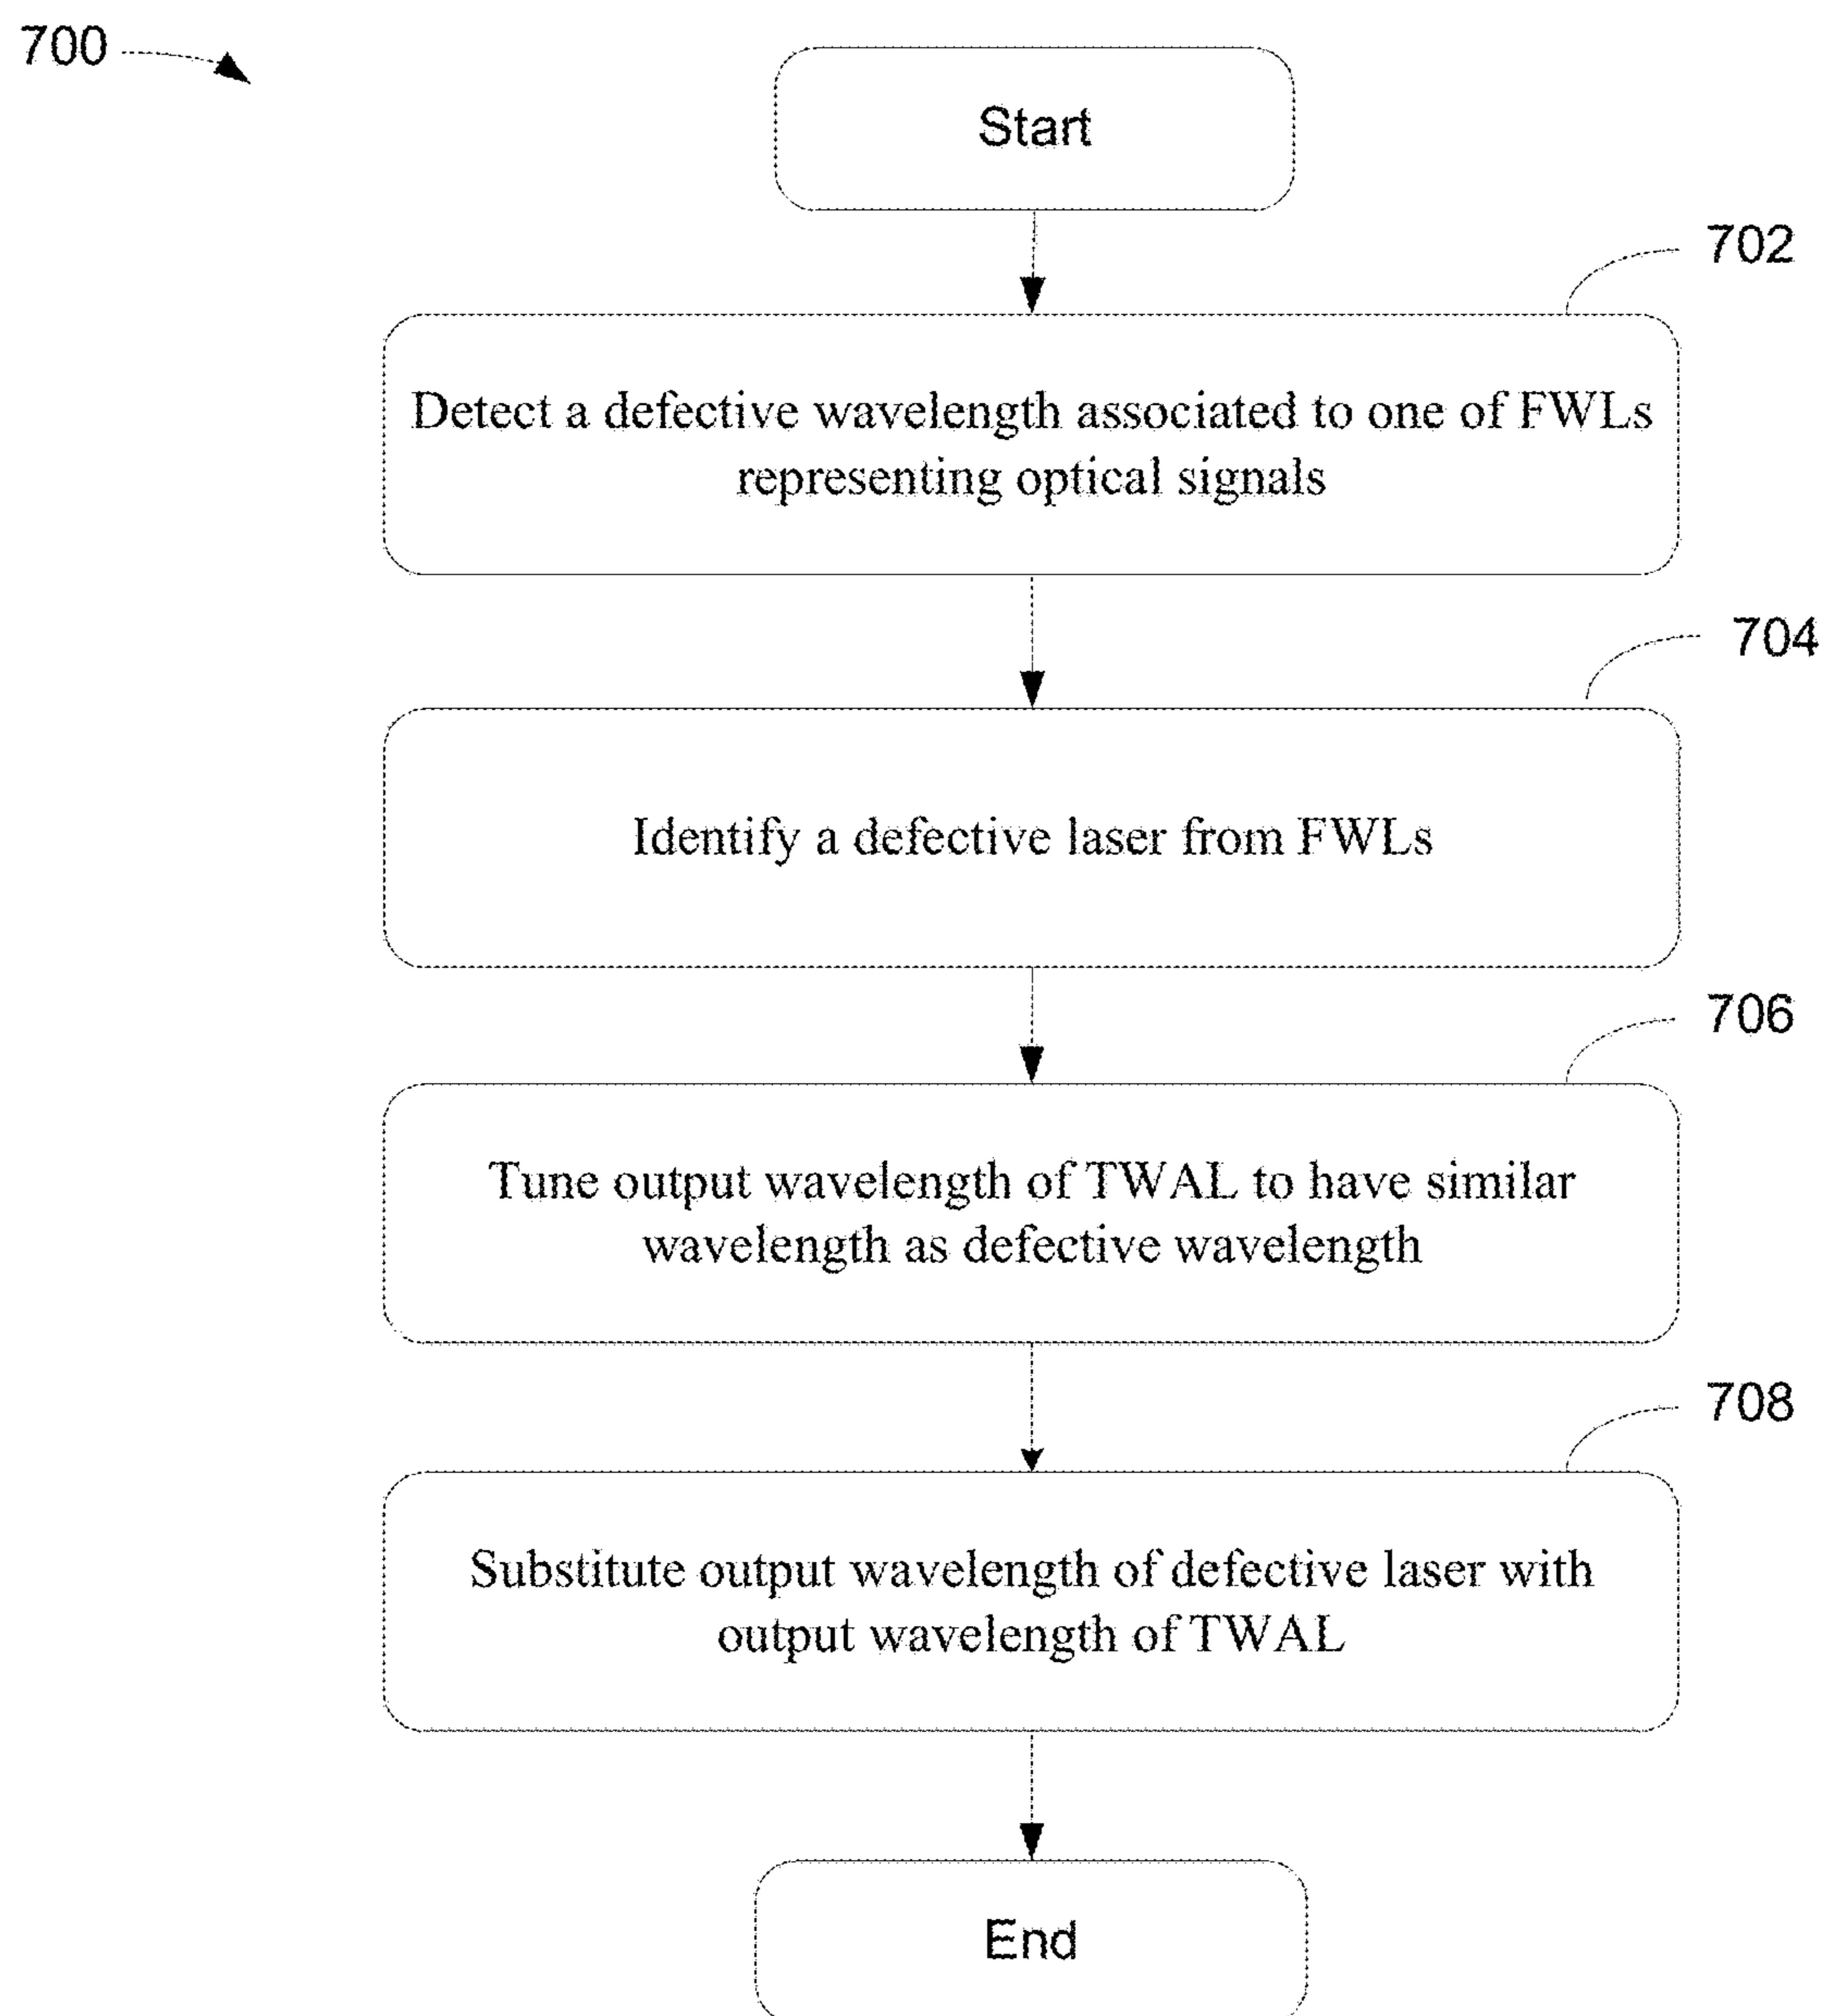 700
Start
702
Detect a defective wavelength associated to one of FWLs
representing optical signals
704
Identify a defective laser from FWLs
706
Tune output wavelength of TWAL to have similar
wavelength as defective wavelength
708
Substitute output wavelength of defective laser with
output wavelength of TWAL
End